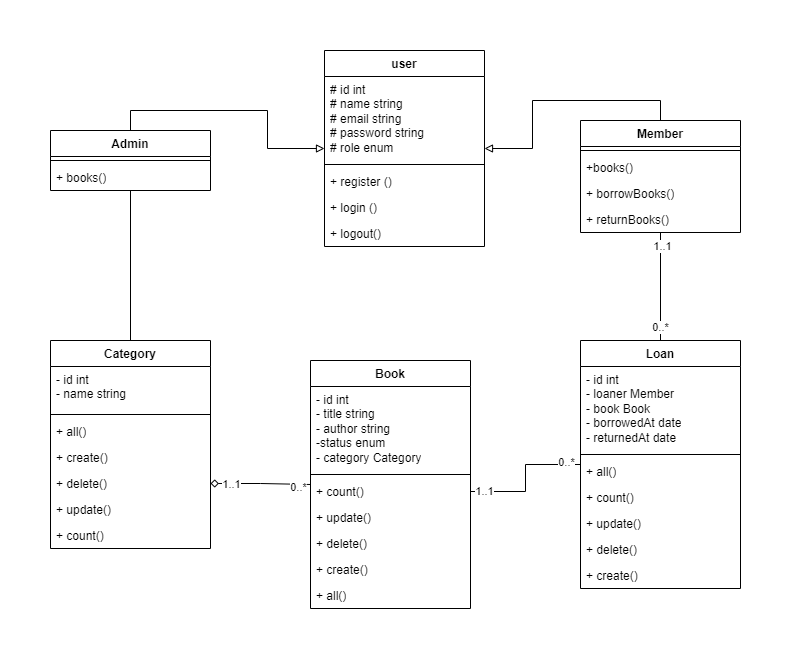 user
# id int
# name string
# email string
# password string
# role enum
+ register ()
+ login ()
+ logout()
Admin
+ books()
Member
+books()
+ borrowBooks()
+ returnBooks()
1..1
0..*
Category
- id int
- name string
+ all()
+ create()
+ delete()
+ update()
+ count()
1..1
0..*
Book
- id int
- title string
- author string
-status enum
- category Category
+ count()
+ update()
+ delete()
+ create()
+ all()
1..1
0..*
Loan
- id int
- loaner Member
- book Book
- borrowedAt date
- returnedAt date
+ all()
+ count()
+ update()
+ delete()
+ create()